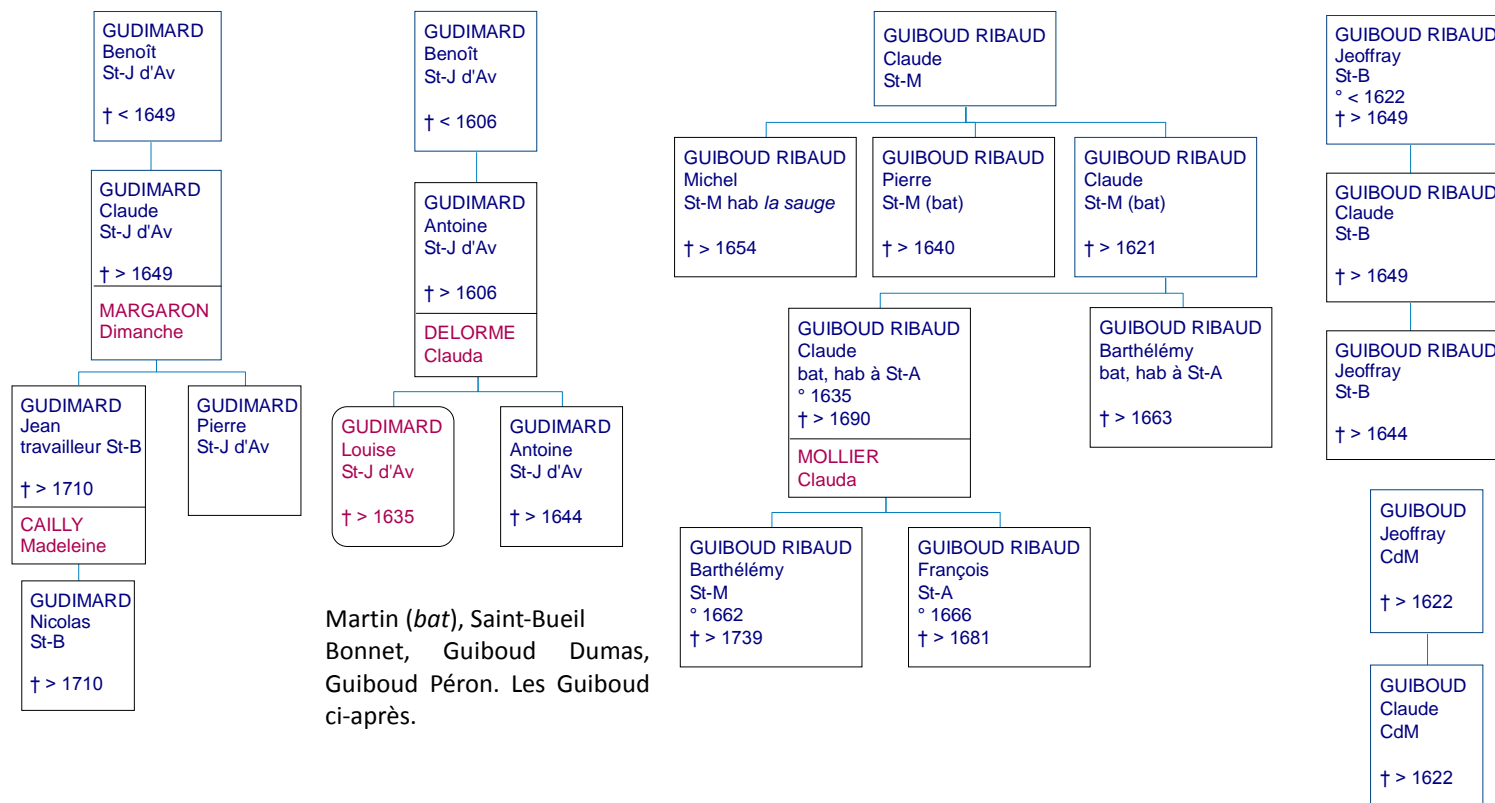 GUDIMARD
Benoît
St-J d'Av
† < 1649
GUDIMARD
Claude
St-J d'Av
† > 1649
MARGARON
Dimanche
GUDIMARD
Jean
travailleur St-B
† > 1710
CAILLY
Madeleine
GUDIMARD
Pierre
St-J d'Av
GUDIMARD
Nicolas
St-B
† > 1710
GUDIMARD
Benoît
St-J d'Av
† < 1606
GUDIMARD
Antoine
St-J d'Av
† > 1606
DELORME
Clauda
GUDIMARD
Louise
St-J d'Av
† > 1635
GUDIMARD
Antoine
St-J d'Av
† > 1644
Martin (bat), Saint-Bueil
Bonnet, Guiboud Dumas,
Guiboud Péron. Les Guiboud
ci-après.
GUIBOUD RIBAUD
Claude
St-M
GUIBOUD RIBAUD
Michel
St-M hab la sauge
† > 1654
GUIBOUD RIBAUD
Pierre
St-M (bat)
† > 1640
GUIBOUD RIBAUD
Claude
St-M (bat)
† > 1621
GUIBOUD RIBAUD
Claude
bat, hab à St-A
° 1635
† > 1690
MOLLIER
Clauda
GUIBOUD RIBAUD
Barthélémy
bat, hab à St-A
† > 1663
GUIBOUD RIBAUD
Barthélémy
St-M
° 1662
† > 1739
GUIBOUD RIBAUD
François
St-A
° 1666
† > 1681
GUIBOUD RIBAUD
Jeoffray
St-B
° < 1622
† > 1649
GUIBOUD RIBAUD
Claude
St-B
† > 1649
GUIBOUD RIBAUD
Jeoffray
St-B
† > 1644
GUIBOUD
Jeoffray
CdM
† > 1622
GUIBOUD
Claude
CdM
† > 1622